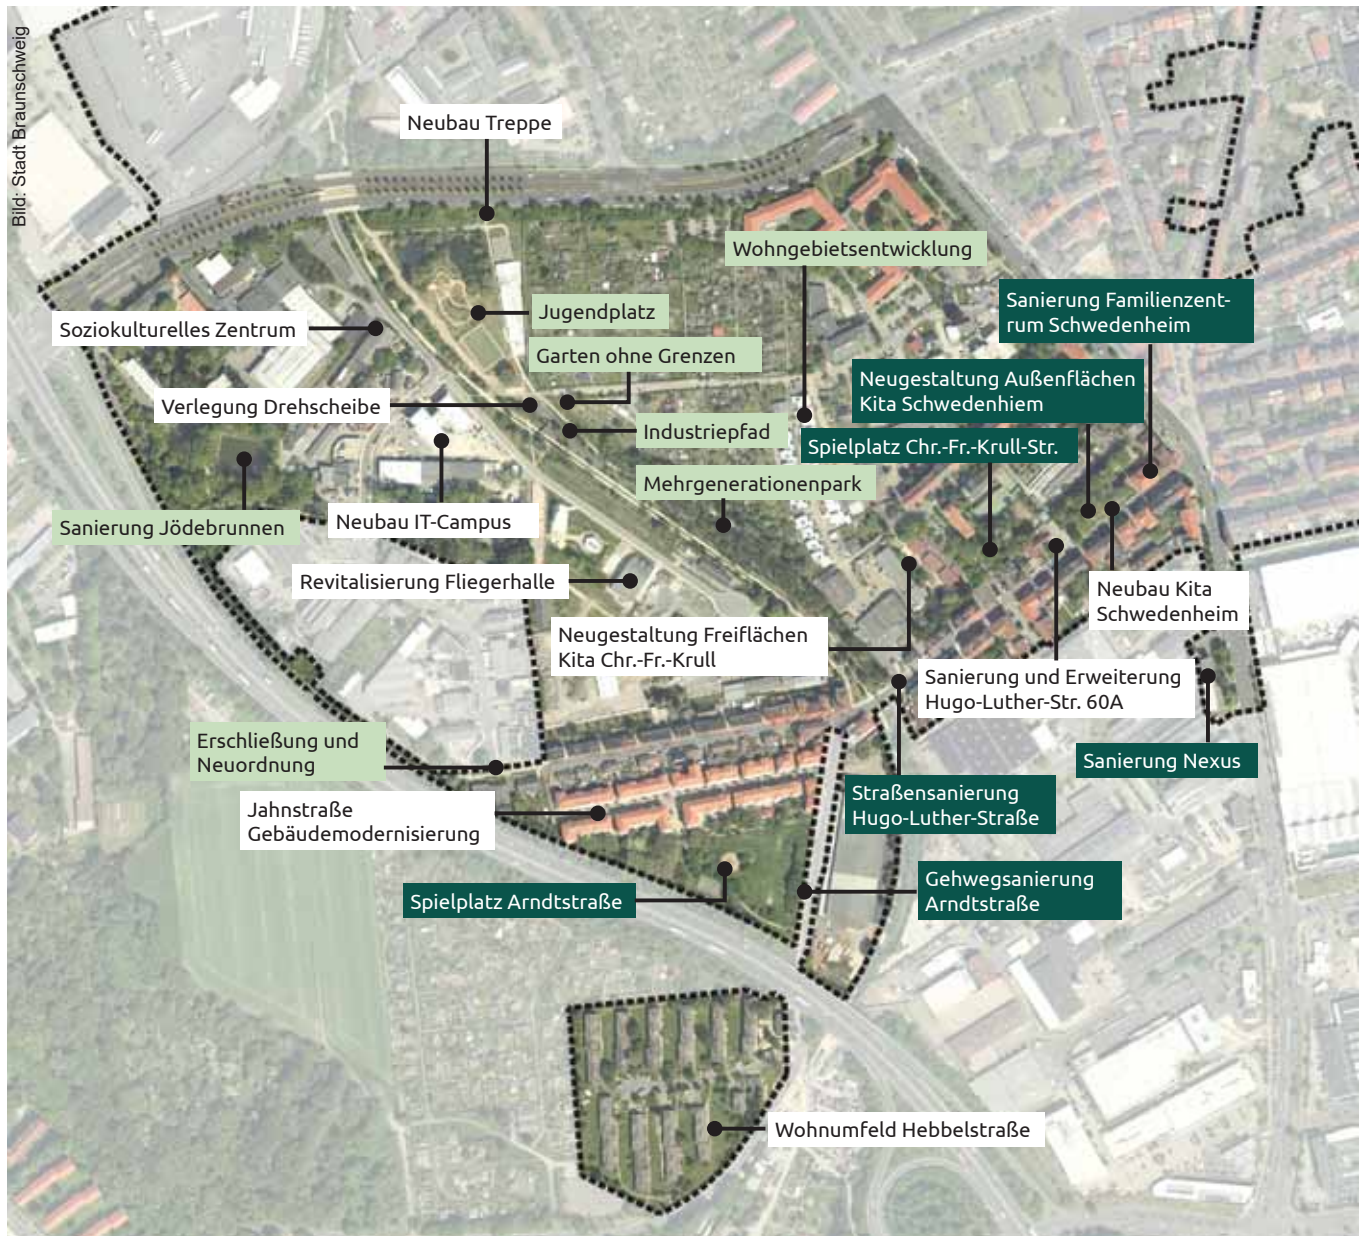 Bild: Stadt Braunschweig
Neubau Treppe
Wohngebietsentwicklung
Sanierung Familienzent-
rum Schwedenheim
Jugendplatz
Soziokulturelles Zentrum
Garten ohne Grenzen
Neugestaltung Außenflächen
Kita Schwedenhiem
Verlegung Drehscheibe
Industriepfad
Spielplatz Chr.-Fr.-Krull-Str.
Mehrgenerationenpark
Sanierung Jödebrunnen
Neubau IT-Campus
Revitalisierung Fliegerhalle
Neubau Kita
Schwedenheim
Neugestaltung Freiflächen
Kita Chr.-Fr.-Krull
Sanierung und Erweiterung
Hugo-Luther-Str. 60A
Erschließung und
Neuordnung
Sanierung Nexus
Jahnstraße
Gebäudemodernisierung
Straßensanierung
Hugo-Luther-Straße
Spielplatz Arndtstraße
Gehwegsanierung
Arndtstraße
Wohnumfeld Hebbelstraße